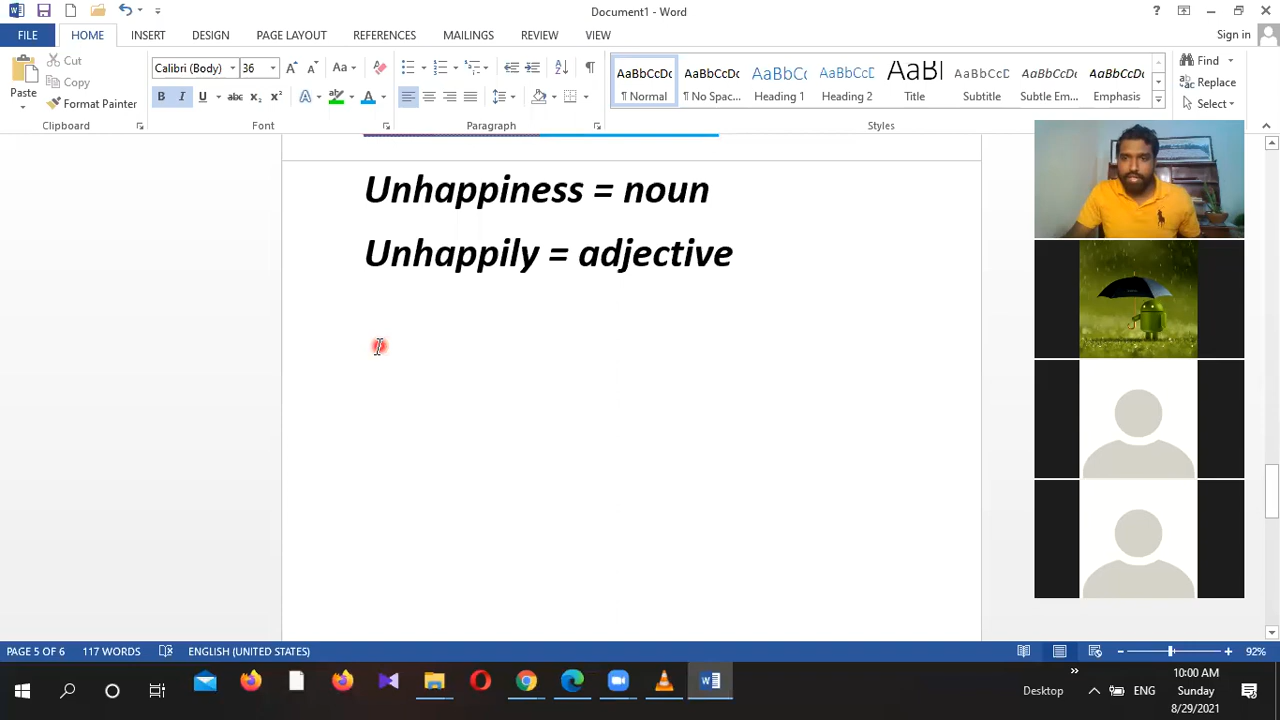 Document1 - Word
Sign in
FILE HOME INSERT DESIGN PAGE LAYOUT REFERENCES MAILINGS REVIEW VIEW
Paste
Cut
Copy
Format Painter
Clipboard
Calibri (Body) 36
Font
Paragraph
AaBbCcDc AaBbCcDc AaBbCc AaBbCcD AaBl AaBbCcD AaBbCcDc AaBbCcDc
¶ Normal ¶ No Spac... Heading 1 Heading 2 Title Subtitle Subtle Em... Emphasis
Styles
Find
Replace
Select
Unhappiness = noun
Unhappily = adjective
PAGE 5 OF 6 117 WORDS ENGLISH (UNITED STATES) 92%
Desktop
ENG
10:00 AM
Sunday
8/29/2021